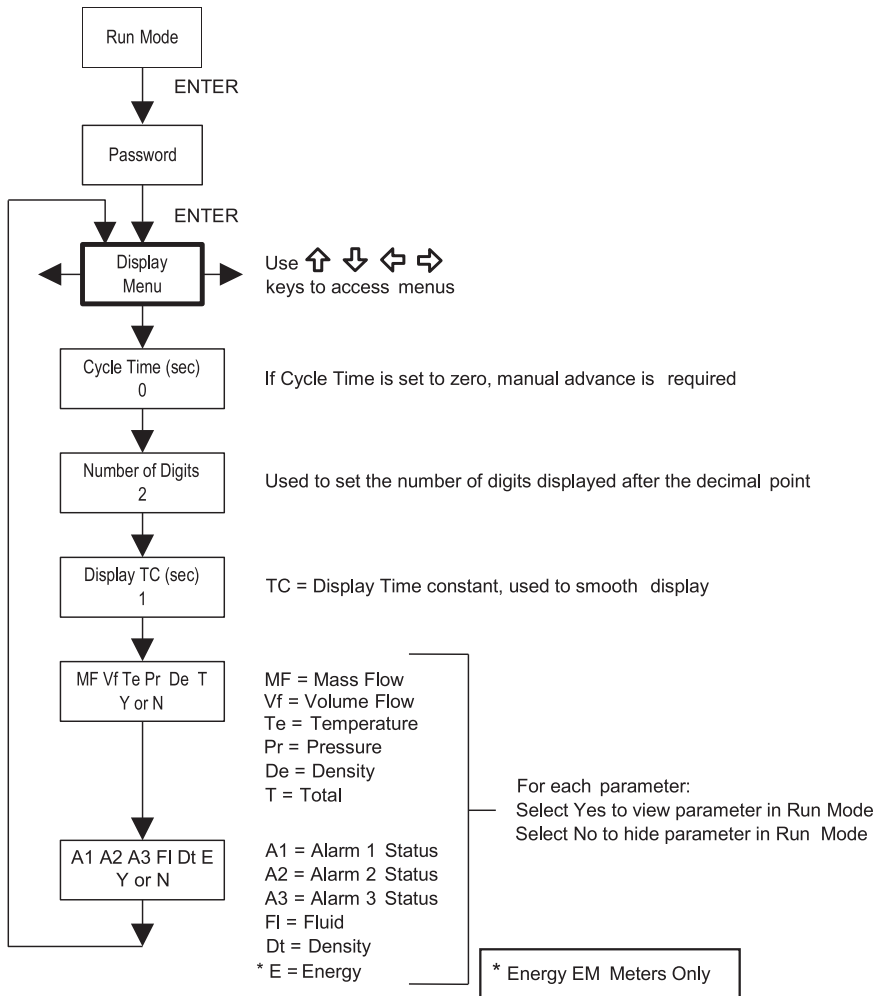 Run Mode
ENTER
Password
ENTER
Display
Menu
Use
keys to access menus
Cycle Time (sec)
0
If Cycle Time is set to zero, manual advance is required
Number of Digits
2
Used to set the number of digits displayed after the decimal point
Display TC (sec)
1
TC = Display Time constant, used to smooth display
MF Vf Te Pr De T
Y or N
MF = Mass Flow
Vf = Volume Flow
Te = Temperature
Pr = Pressure
De = Density
T = Total
For each parameter:
Select Yes to view parameter in Run Mode
Select No to hide parameter in Run Mode
A1 A2 A3 Fl Dt E
Y or N
A1 = Alarm 1 Status
A2 = Alarm 2 Status
A3 = Alarm 3 Status
Fl = Fluid
Dt = Density
* E = Energy
* Energy EM Meters Only